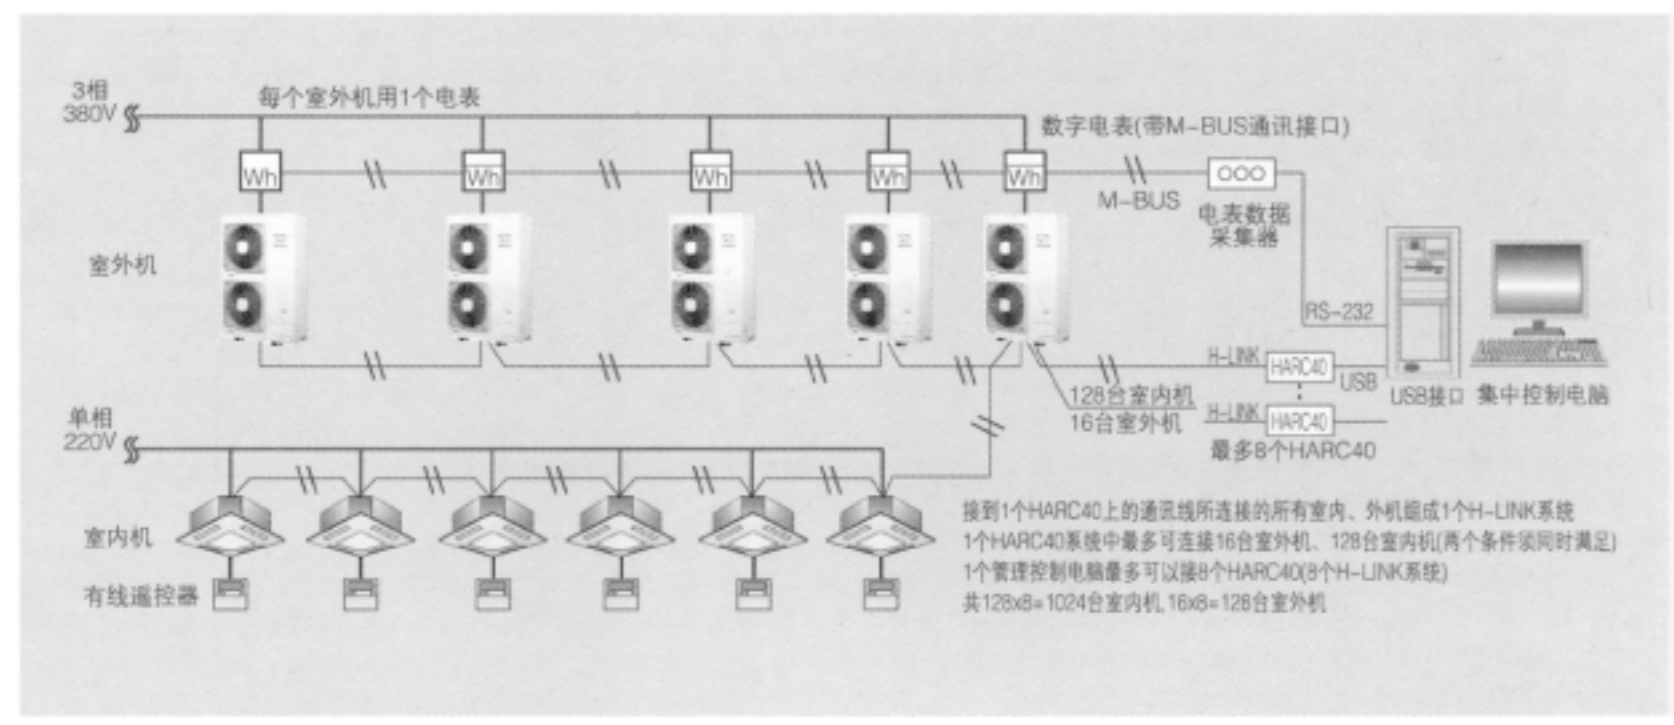 3相
380V
每个室外机用1个电表
数字电表(带M-BUS通讯接口)
Wh
Wh
Wh
Wh
Wh
M-BUS
电表数据
采集器
室外机
RS-232
H-LINK
HARC40
USB
USB接口
集中控制电脑
128台室内机
16台室外机
H-LINK
HARC40
最多8个HARC40
单相
220V
室内机
有线遥控器
接到1个HARC40上的通讯线所连接的所有室内、外机组成1个H-LINK系统
1个HARC40系统中最多可连接16台室外机、128台室内机(两个条件须同时满足)
1个管理控制电脑最多可以接8个HARC40(8个H-LINK系统)
共128x8=1024台室内机,16x8=128台室外机